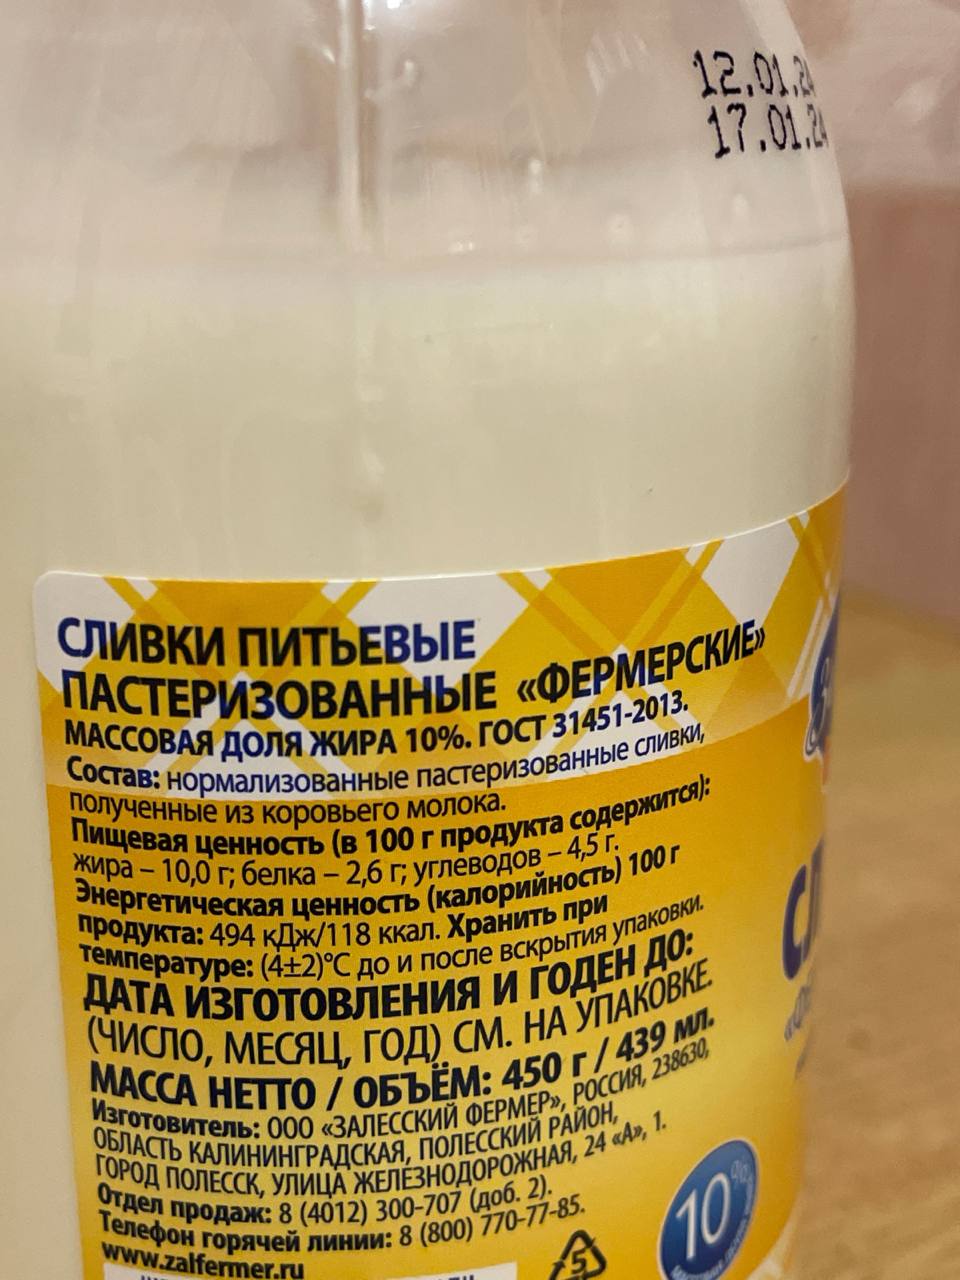 12.01.24
17.01.24
СЛИВКИ ПИТЬЕВЫЕ
ПАСТЕРИЗОВАННЫЕ «ФЕРМЕРСКИЕ»
МАССОВАЯ ДОЛЯ ЖИРА 10%. ГОСТ 31451-2013.
Состав: нормализованные пастеризованные сливки,
полученные из коровьего молока.
Пищевая ценность (в 100 г продукта содержится):
жира – 10,0 г; белка – 2,6 г; углеводов – 4,5 г.
Энергетическая ценность (калорийность) 100 г
продукта: 494 кДж/118 ккал. Хранить при
температуре: (4±2)°С до и после вскрытия упаковки.
ДАТА ИЗГОТОВЛЕНИЯ И ГОДЕН ДО:
(ЧИСЛО, МЕСЯЦ, ГОД) СМ. НА УПАКОВКЕ.
МАССА НЕТТО / ОБЪЁМ: 450 г / 439 мл.
Изготовитель: ООО «ЗАЛЕССКИЙ ФЕРМЕР», РОССИЯ, 238630,
ОБЛАСТЬ КАЛИНИНГРАДСКАЯ, ПОЛЕССКИЙ РАЙОН,
ГОРОД ПОЛЕССК, УЛИЦА ЖЕЛЕЗНОДОРОЖНАЯ, 24 «А», 1.
Отдел продаж: 8 (4012) 300-707 (доб. 2).
Телефон горячей линии: 8 (800) 770-77-85.
www.zalfermer.ru
5
10%